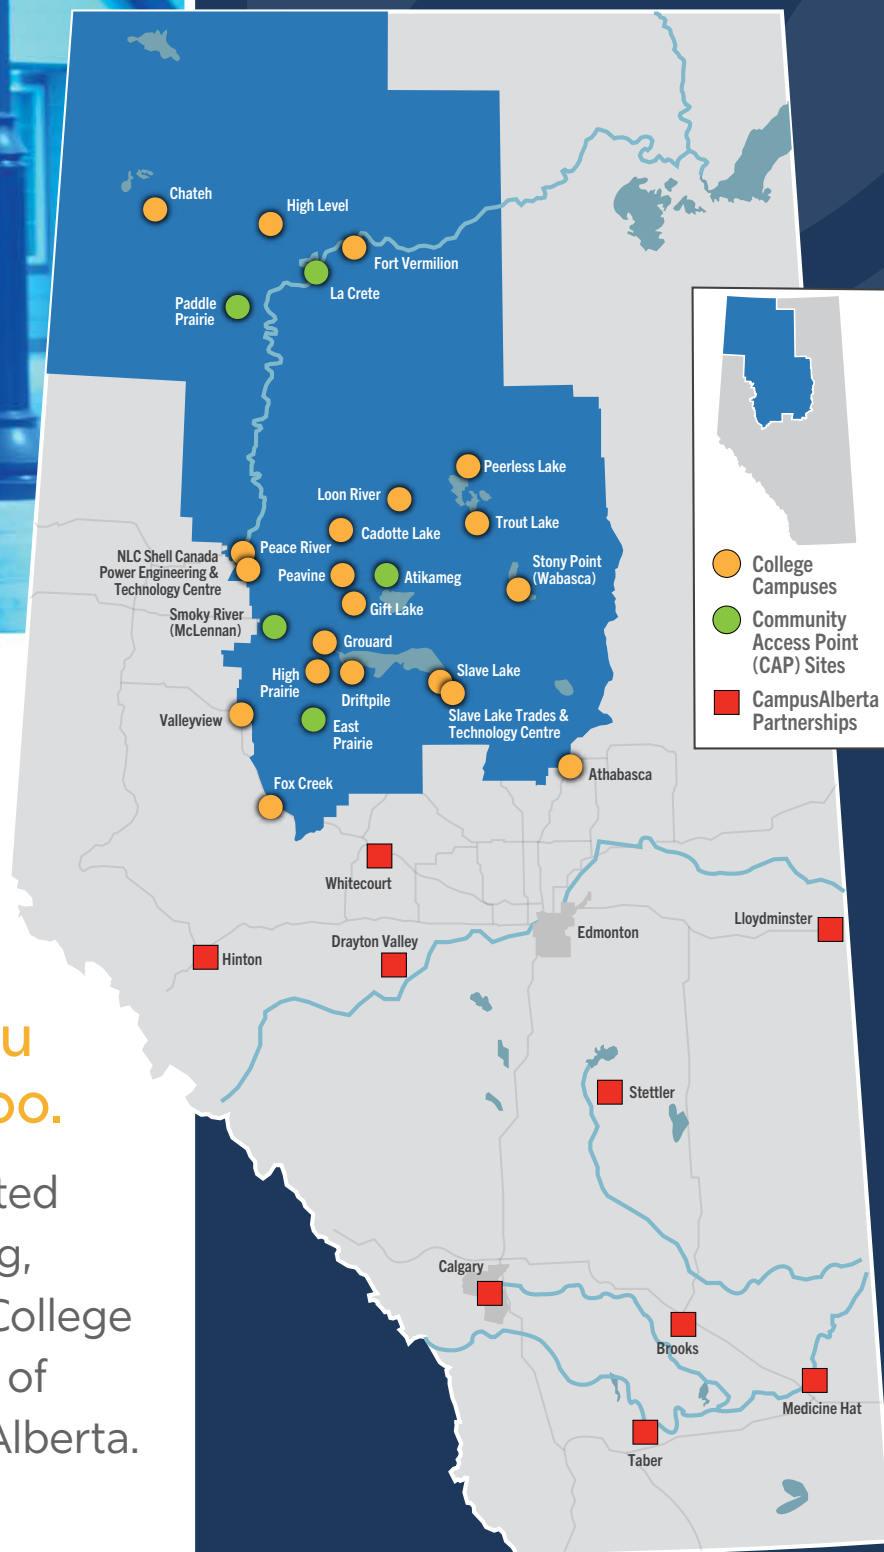 Chateh
High Level
Fort Vermilion
La Crete
Paddle
Prairie
Peerless Lake
Loon River
Trout Lake
Cadotte Lake
Peace River
NLC Shell Canada
Power Engineering &
Technology Centre
Stony Point
(Wabasca)
Peavine
Atikameg
Gift Lake
Smoky River
(McLennan)
Grouard
High
Prairie
Driftpile
Slave Lake
Slave Lake Trades &
Technology Centre
Valleyview
East
Prairie
Fox Creek
Athabasca
College
Campuses
Community
Access Point
(CAP) Sites
CampusAlberta
Partnerships
Whitecourt
Edmonton
Lloydminster
Drayton Valley
Hinton
Stettler
Calgary
Brooks
Medicine Hat
Taber
u
oo.
ted
g,
College
of
Alberta.